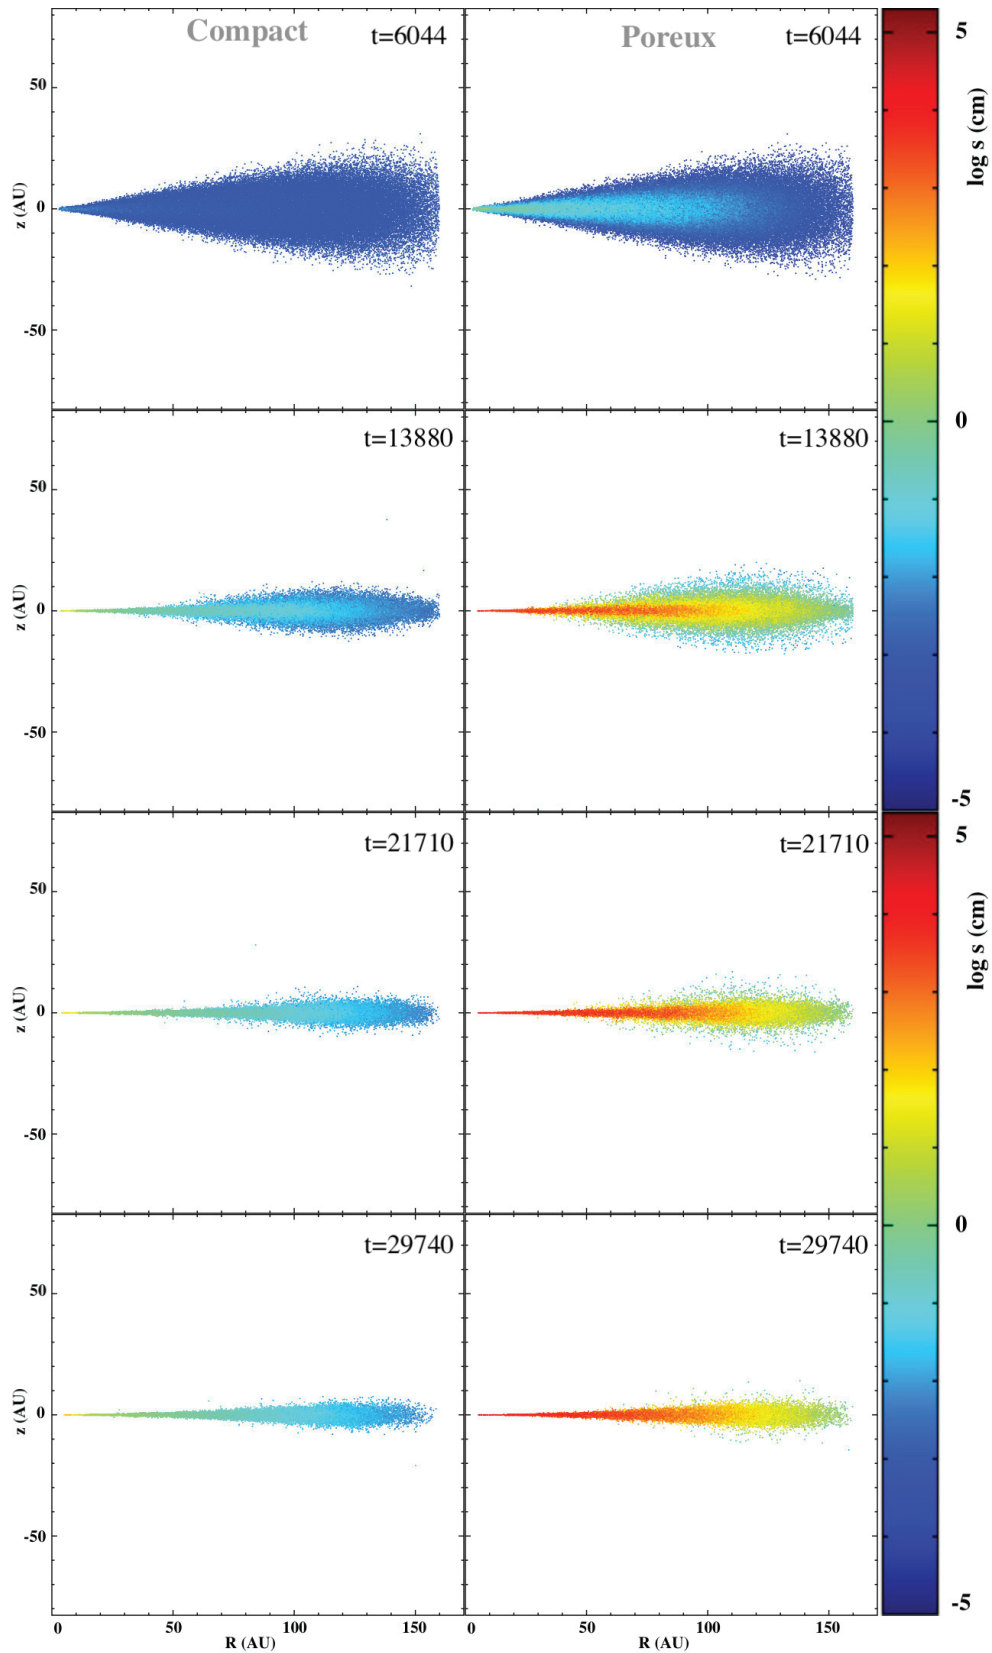 Compact t=6044 Poreux t=6044
5
log s (cm)
50
z (AU)
0
-50
t=13880 t=13880
0
50
z (AU)
0
-50
-5
t=21710 t=21710
5
log s (cm)
50
z (AU)
0
-50
t=29740 t=29740
0
50
z (AU)
0
-50
-5
0 50 100 150 0 50 100 150
R (AU) R (AU)